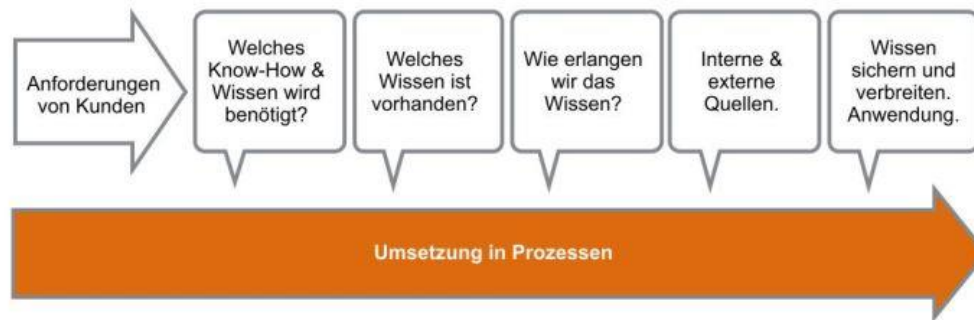 Anforderungen
von Kunden
Welches
Know-How &
Wissen wird
benötigt?
Welches
Wissen ist
vorhanden?
Wie erlangen
wir das
Wissen?
Interne &
externe
Quellen.
Wissen
sichern und
verbreiten.
Anwendung.
Umsetzung in Prozessen